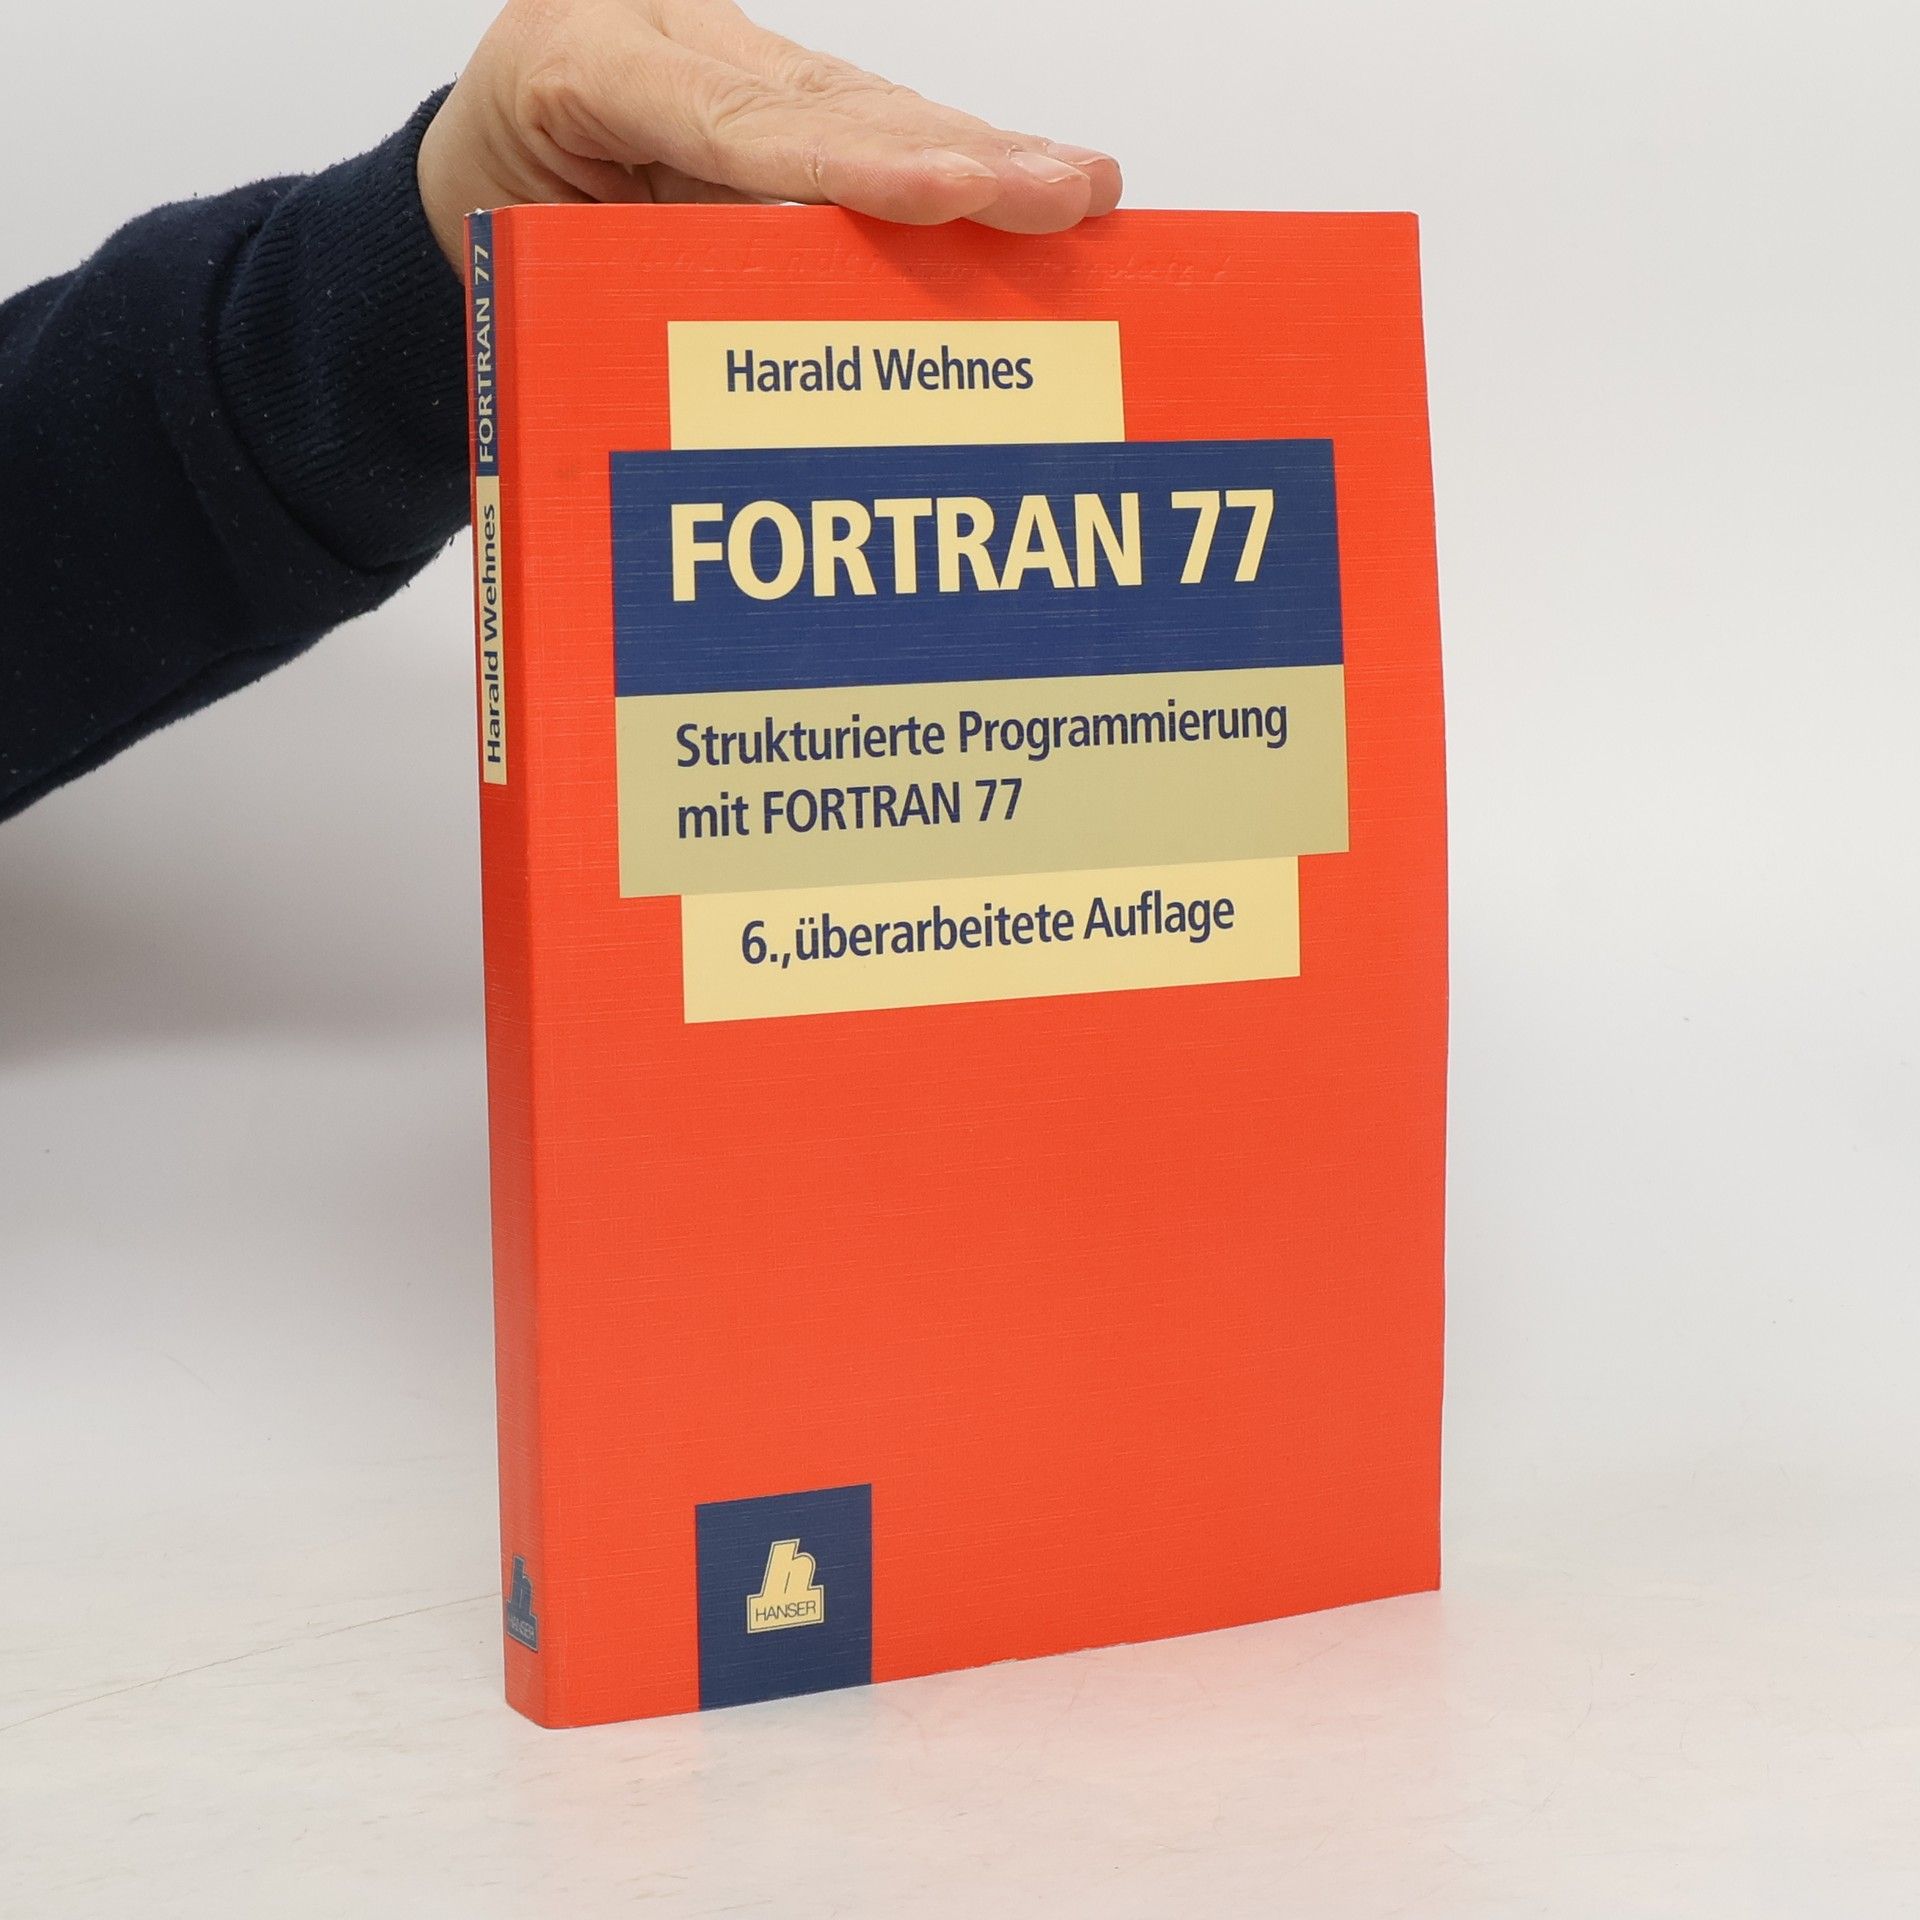 Harald Wehnes
FORTRAN 77
Strukturierte Programmierung
mit FORTRAN 77
6.,überarbeitete Auflage
h
HANSER
Harald Wehnes FORTRAN 77
h
HANSER